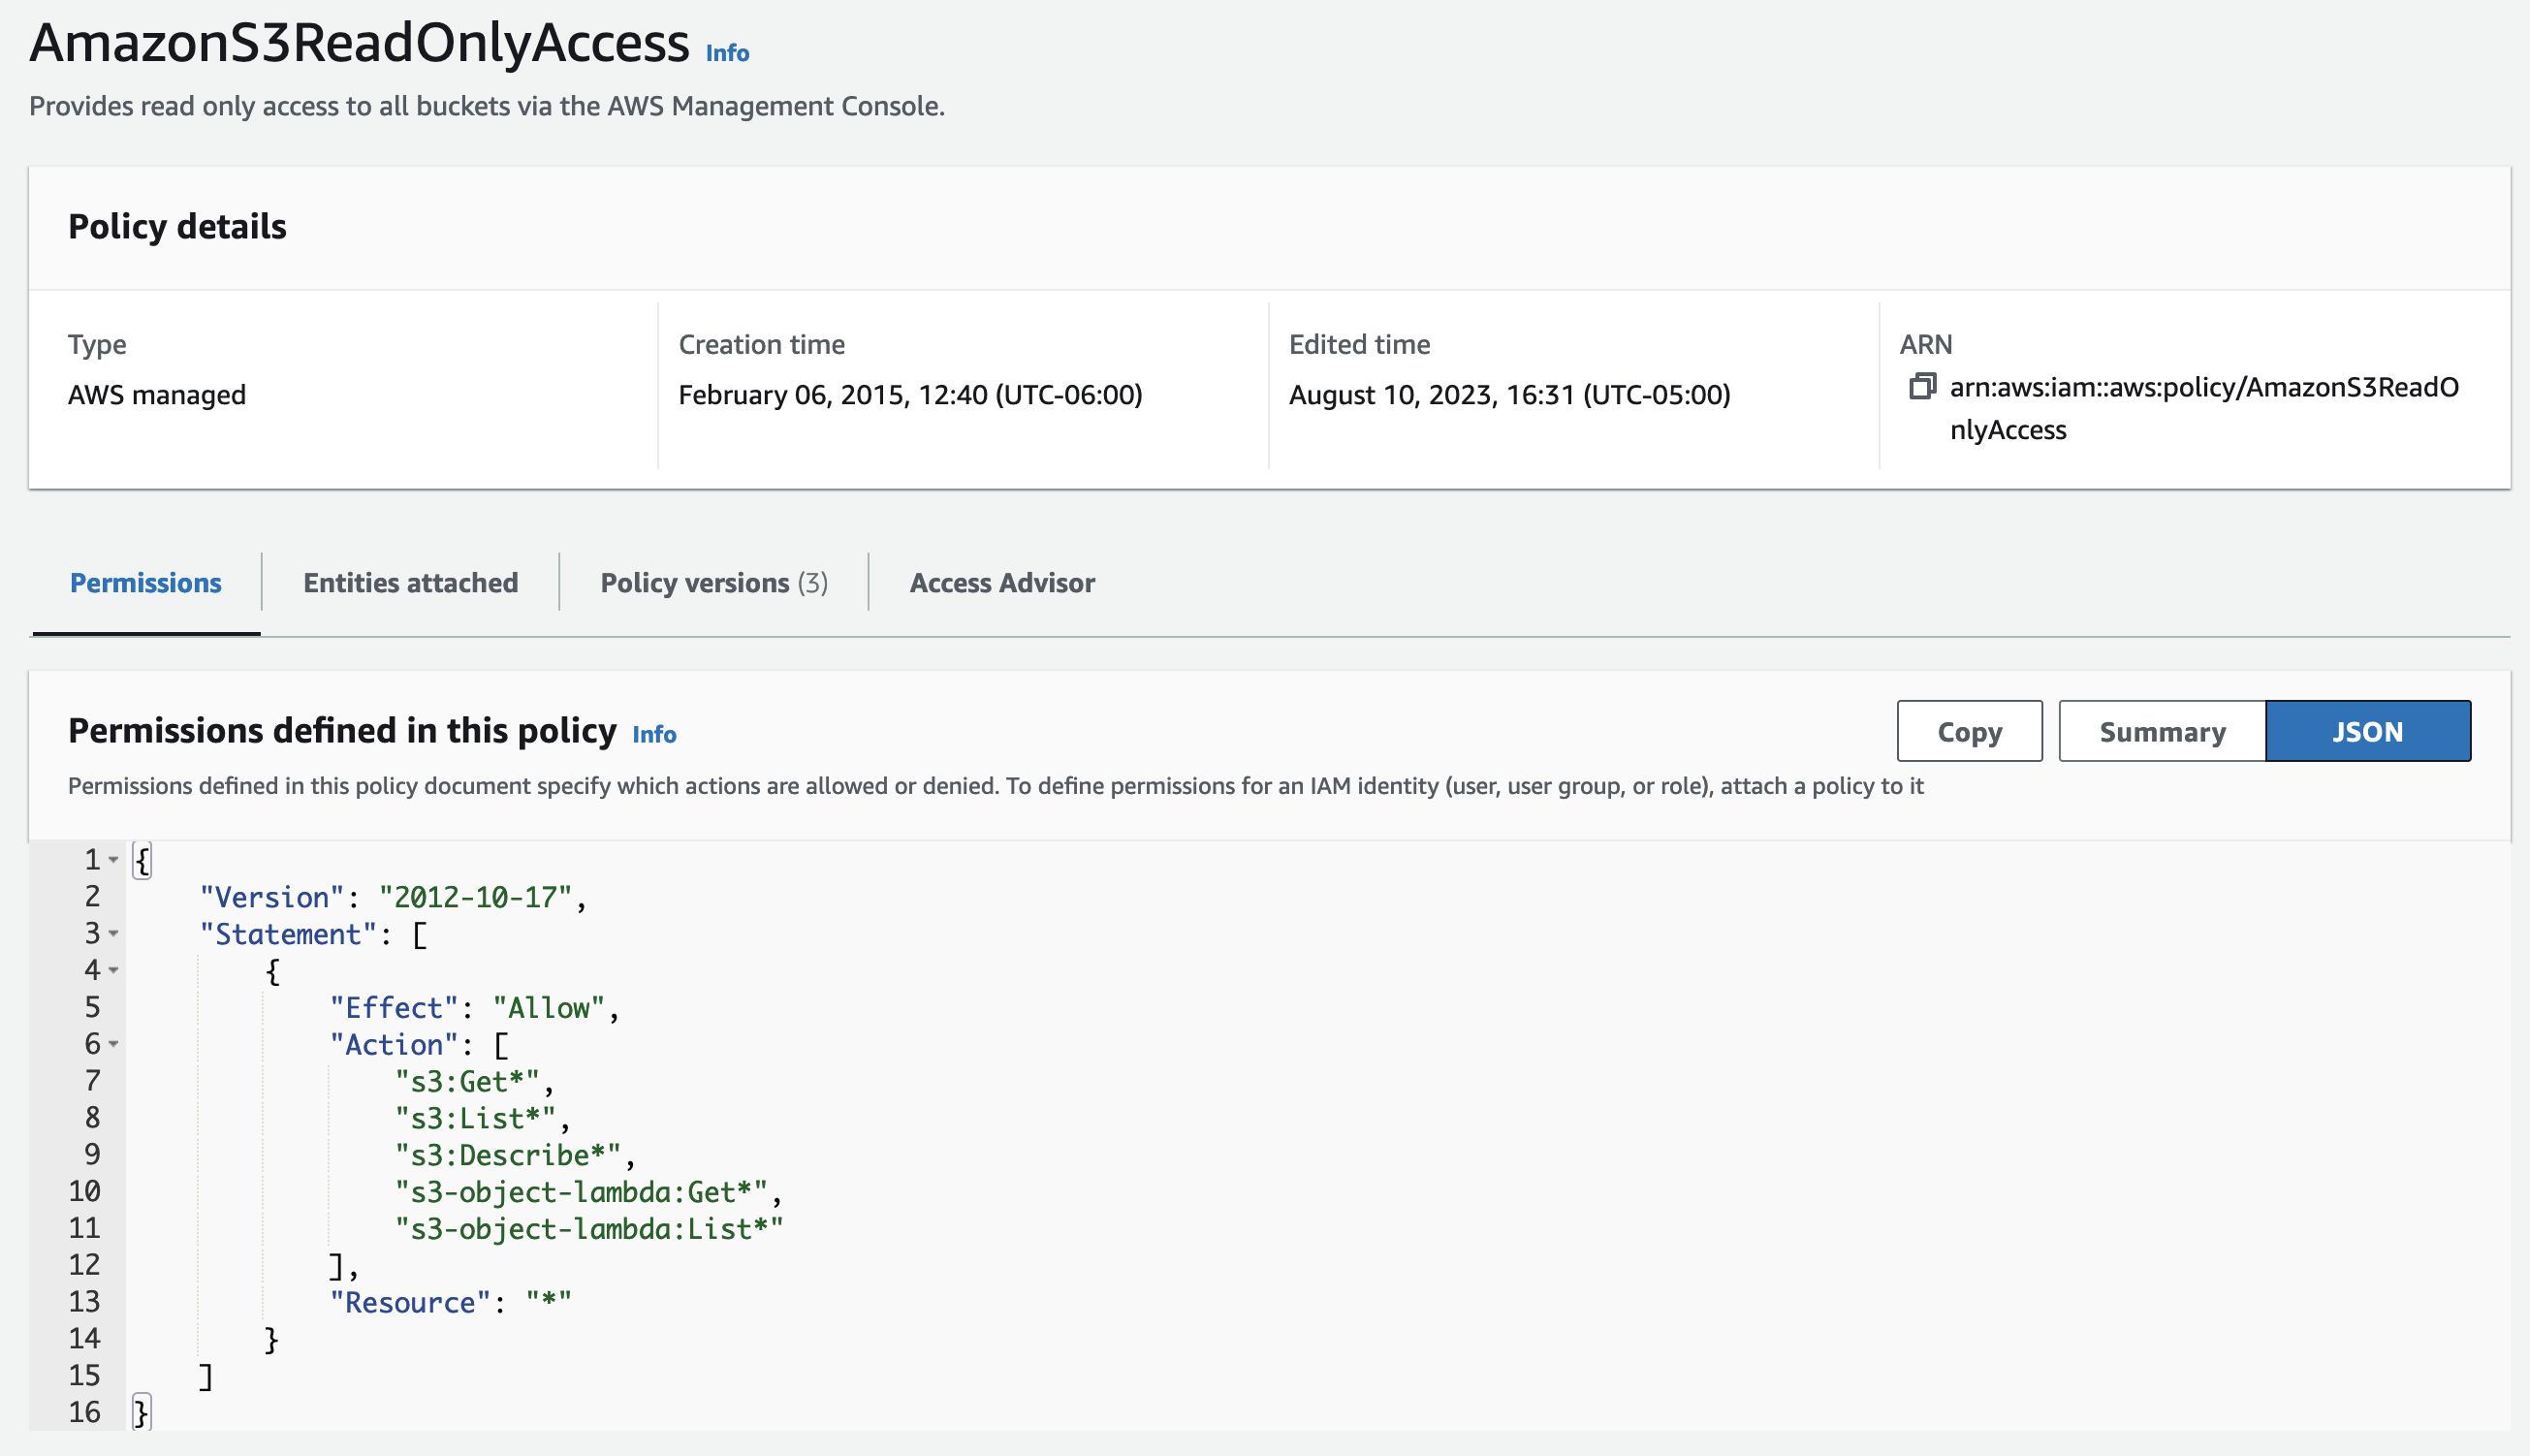 AmazonS3ReadOnlyAccess Info
Provides read only access to all buckets via the AWS Management Console.
Policy details
Type
AWS managed
Creation time
February 06, 2015, 12:40 (UTC-06:00)
Edited time
August 10, 2023, 16:31 (UTC-05:00)
ARN
arn:aws:iam::aws:policy/AmazonS3ReadO
nlyAccess
Permissions
Entities attached
Policy versions (3)
Access Advisor
Permissions defined in this policy Info
Copy
Summary
JSON
Permissions defined in this policy document specify which actions are allowed or denied. To define permissions for an IAM identity (user, user group, or role), attach a policy to it
1 {
2     "Version": "2012-10-17",
3     "Statement": [
4         {
5             "Effect": "Allow",
6             "Action": [
7                 "s3:Get*",
8                 "s3:List*",
9                 "s3:Describe*",
10                 "s3-object-lambda:Get*",
11                 "s3-object-lambda:List*"
12             ],
13             "Resource": "*"
14         }
15     ]
16 }